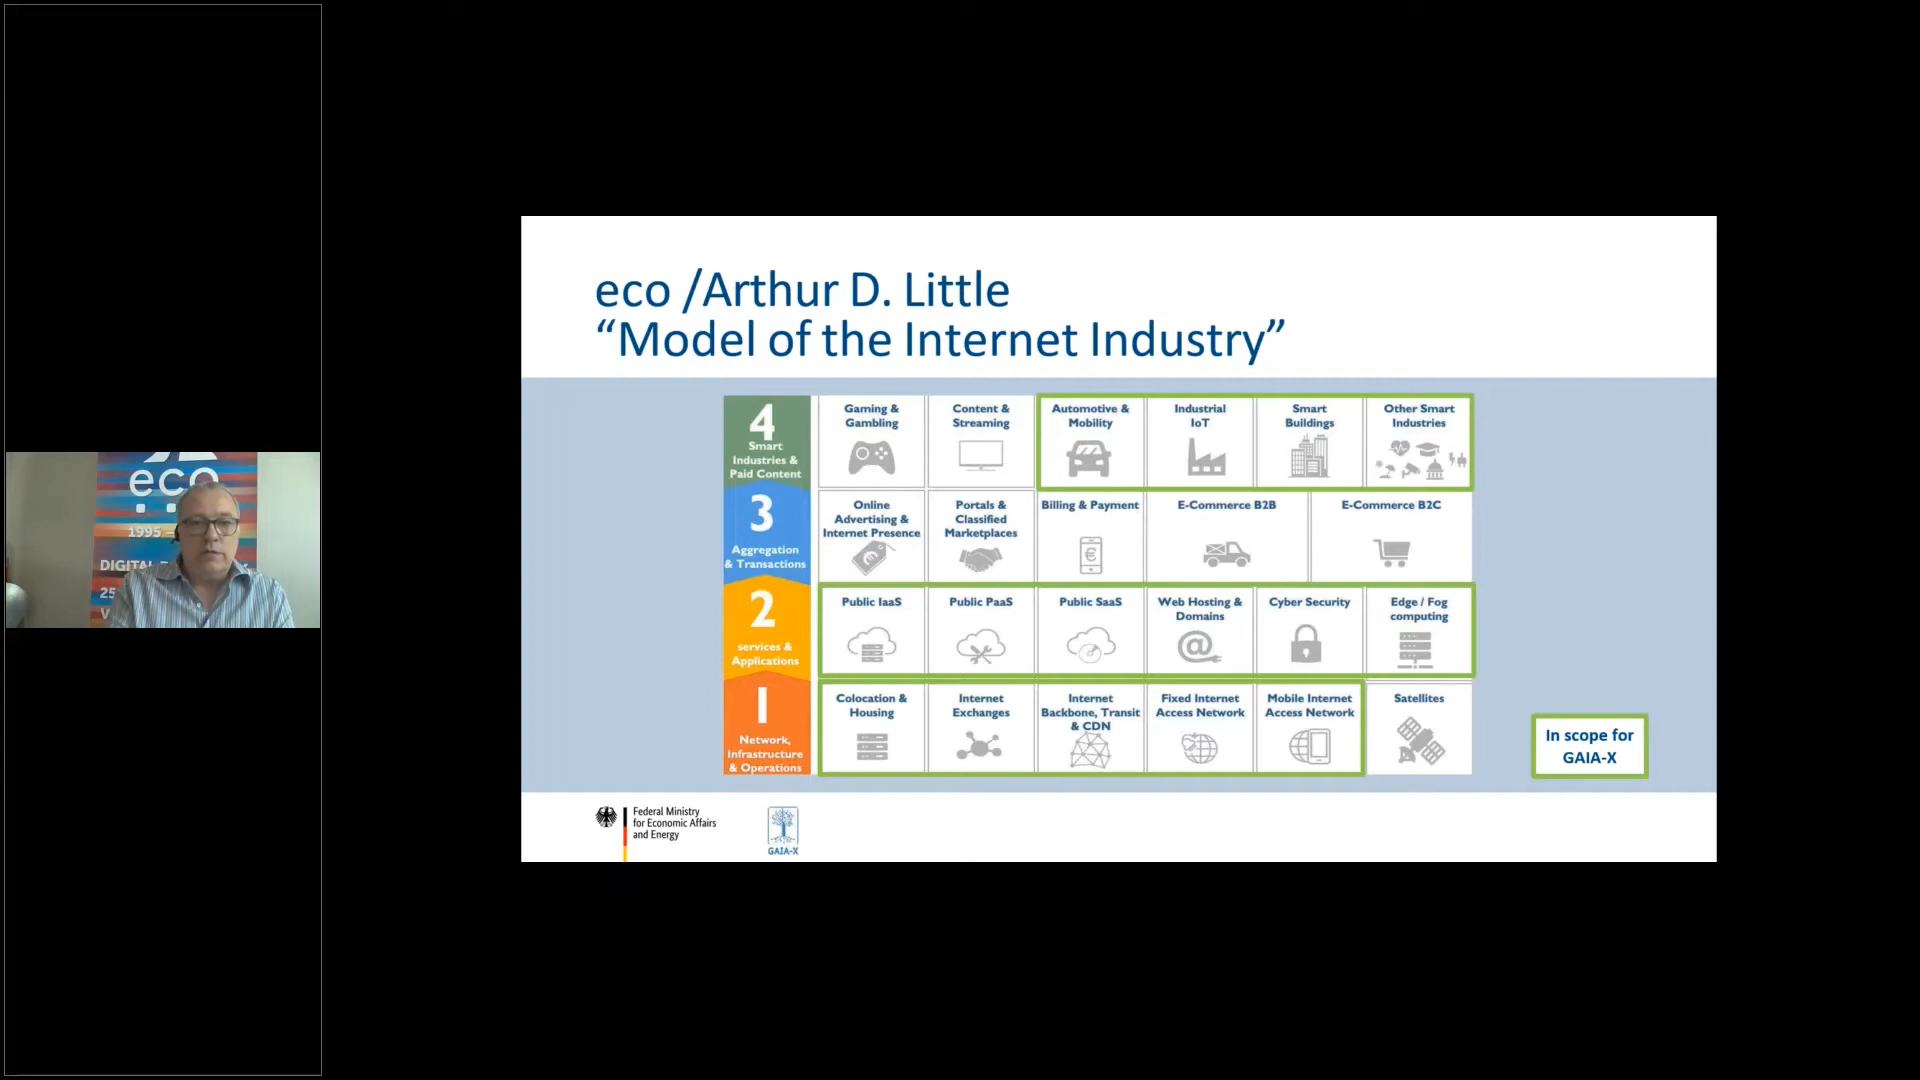 eco
1995
DIGITAL
25
V
eco /Arthur D. Little
“Model of the Internet Industry”
4
Smart
Industries &
Paid Content
Gaming &
Gambling
Content &
Streaming
Automotive &
Mobility
Industrial
IoT
Smart
Buildings
Other Smart
Industries
3
Aggregation
& Transactions
Online
Advertising &
Internet Presence
Portals &
Classified
Marketplaces
Billing & Payment
E-Commerce B2B
E-Commerce B2C
2
services &
Applications
Public IaaS
Public PaaS
Public SaaS
Web Hosting &
Domains
Cyber Security
Edge / Fog
computing
1
Network,
Infrastructure
& Operations
Colocation &
Housing
Internet
Exchanges
Internet
Backbone, Transit
& CDN
Fixed Internet
Access Network
Mobile Internet
Access Network
Satellites
In scope for
GAIA-X
Federal Ministry
for Economic Affairs
and Energy
GAIA-X